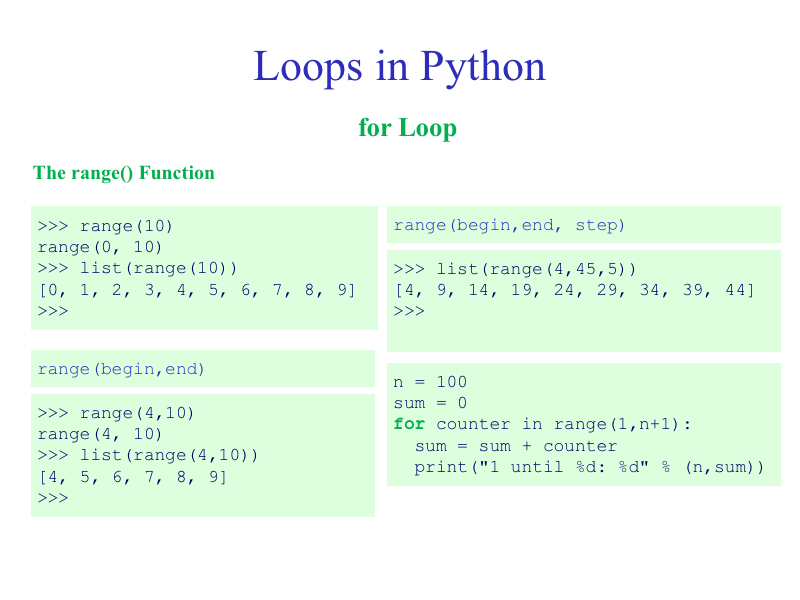 Loops in Python
for Loop
The range() Function
>>> range(10)
range(0, 10)
>>> list(range(10))
[0, 1, 2, 3, 4, 5, 6, 7, 8, 9]
>>>
range(begin,end)
>>> range(4,10)
range(4, 10)
>>> list(range(4,10))
[4, 5, 6, 7, 8, 9]
>>>
range(begin,end, step)
>>> list(range(4,45,5))
[4, 9, 14, 19, 24, 29, 34, 39, 44]
>>>
n = 100
sum = 0
for counter in range(1,n+1):
  sum = sum + counter
  print("1 until %d: %d" % (n,sum))